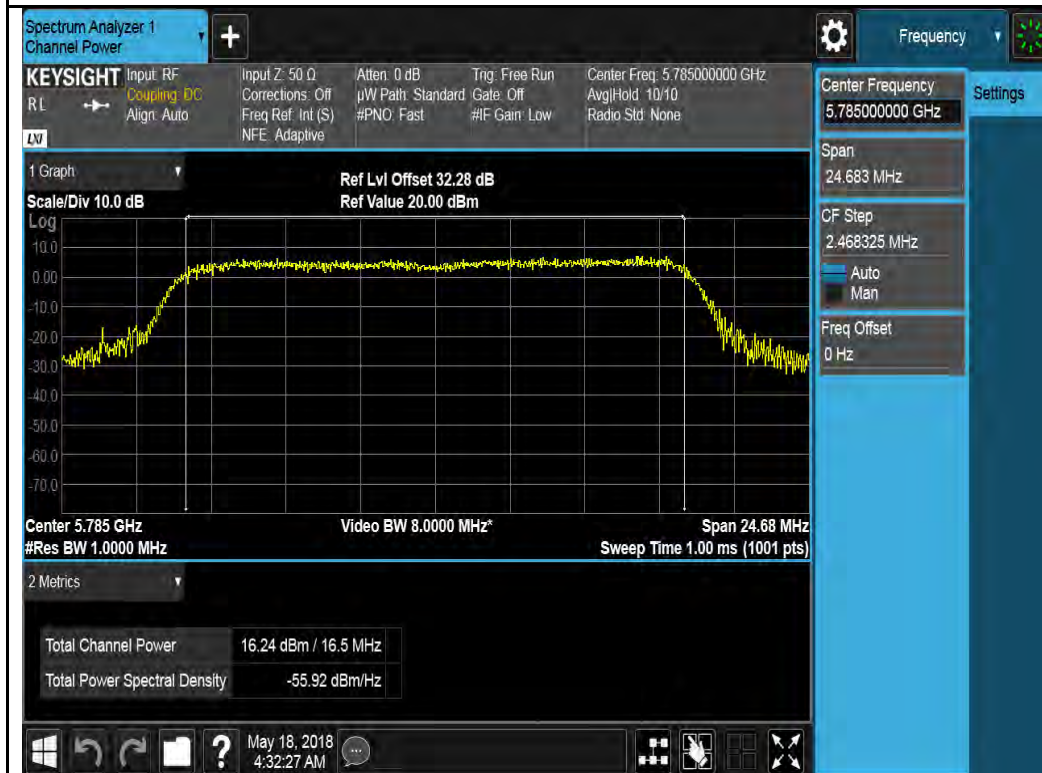 Spectrum Analyzer 1
Channel Power
+
Frequency
KEYSIGHT Input: RF
RL
Coupling: DC
Align: Auto
LXI
Input Z: 50 Ω
Corrections: Off
Freq Ref: Int (S)
NFE: Adaptive
Atten: 0 dB
µW Path: Standard
#PNO: Fast
Trig: Free Run
Gate: Off
#IF Gain: Low
Center Freq: 5.785000000 GHz
Avg|Hold: 10/10
Radio Std: None
Center Frequency
5.785000000 GHz
Settings
Span
24.683 MHz
CF Step
2.468325 MHz
Auto
Man
Freq Offset
0 Hz
1 Graph
Scale/Div 10.0 dB
Ref Lvl Offset 32.28 dB
Ref Value 20.00 dBm
Log
10.0
0.00
-10.0
-20.0
-30.0
-40.0
-50.0
-60.0
-70.0
Center 5.785 GHz
#Res BW 1.0000 MHz
Video BW 8.0000 MHz*
Span 24.68 MHz
Sweep Time 1.00 ms (1001 pts)
2 Metrics
Total Channel Power 16.24 dBm / 16.5 MHz
Total Power Spectral Density -55.92 dBm/Hz
?
May 18, 2018
4:32:27 AM